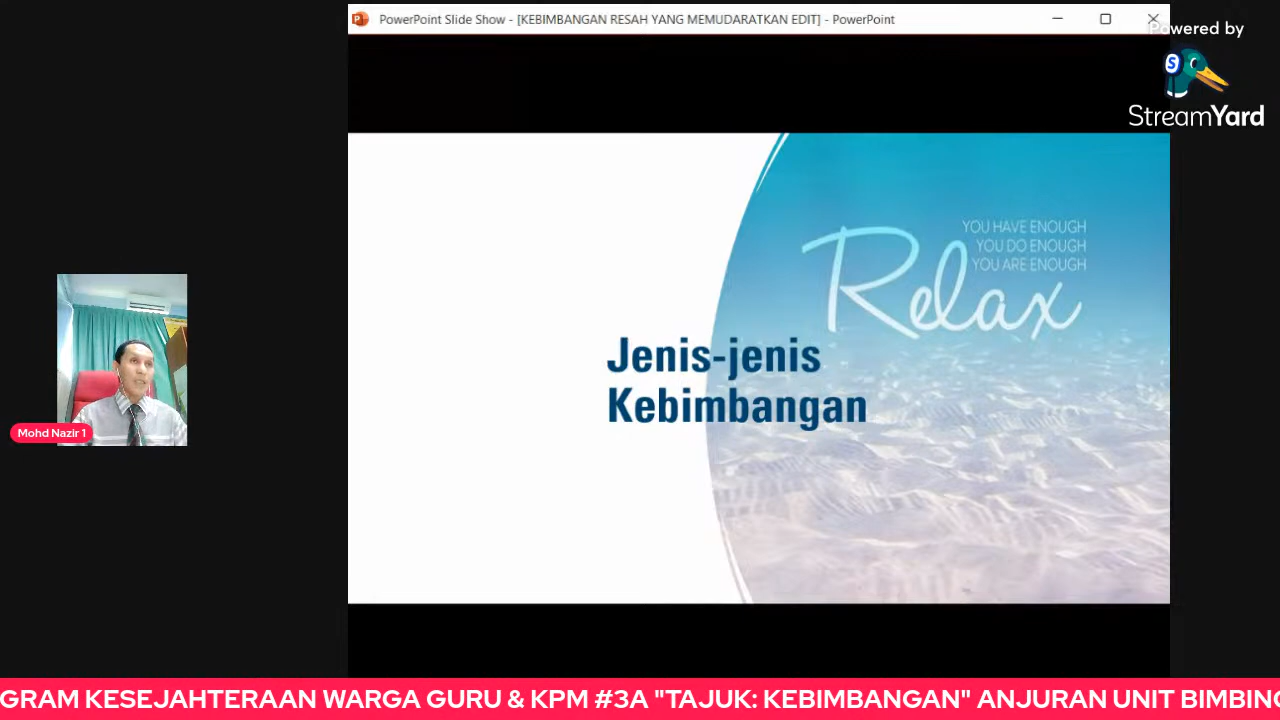 PowerPoint Slide Show - [KEBIMBANGAN RESAH YANG MEMUDARATKAN EDIT] - PowerPoint
Powered by
StreamYard
YOU HAVE ENOUGH
YOU DO ENOUGH
YOU ARE ENOUGH
Relax
Jenis-jenis
Kebimbangan
Mohd Nazir 1
GRAM KESEJAHTERAAN WARGA GURU & KPM #3A "TAJUK: KEBIMBANGAN" ANJURAN UNIT BIMBING